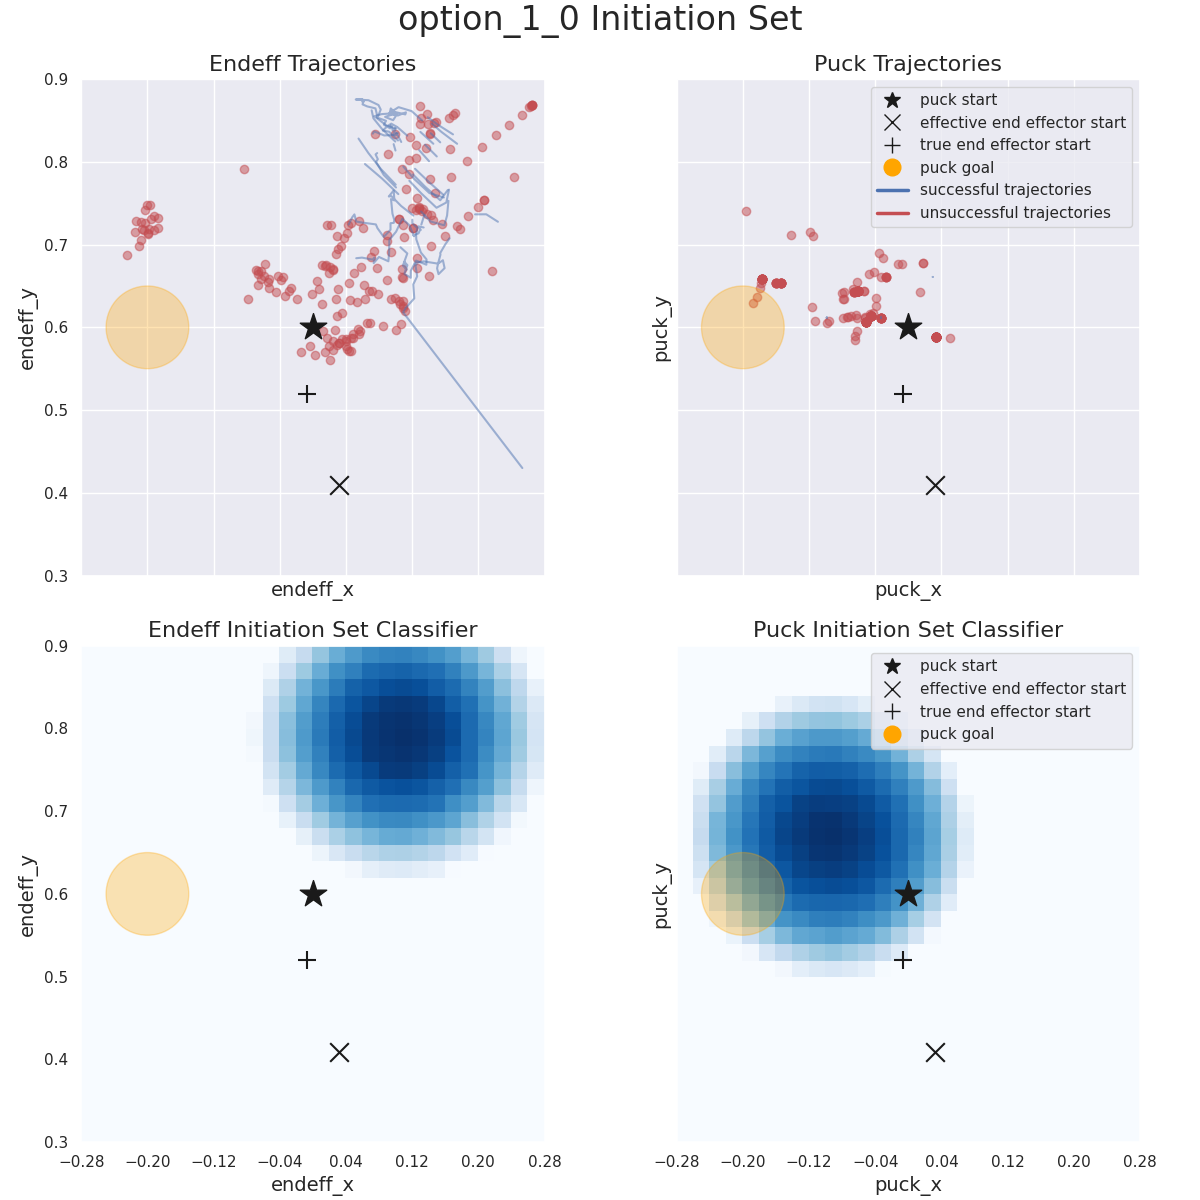 option_1_0 Initiation Set
Endeff Trajectories
Puck Trajectories
0.9
0.8
0.7
0.6
0.5
0.4
0.3
endeff_y
endeff_x
puck_y
puck_x
puck start
effective end effector start
true end effector start
puck goal
successful trajectories
unsuccessful trajectories
Endeff Initiation Set Classifier
Puck Initiation Set Classifier
0.9
0.8
0.7
0.6
0.5
0.4
0.3
endeff_y
−0.28 −0.20 −0.12 −0.04 0.04 0.12 0.20 0.28
endeff_x
puck_y
puck start
effective end effector start
true end effector start
puck goal
−0.28 −0.20 −0.12 −0.04 0.04 0.12 0.20 0.28
puck_x